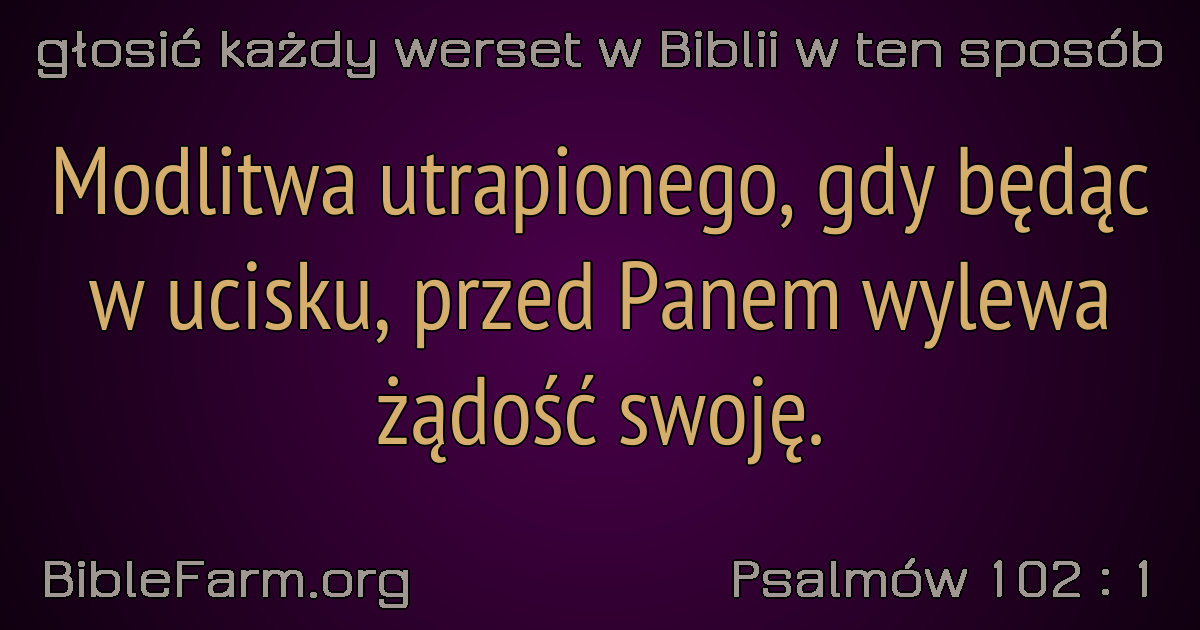 głosić każdy werset w Biblii w ten sposób
Modlitwa utrapionego, gdy będąc
w ucisku, przed Panem wylewa
żądość swoję.
BibleFarm.org
Psalmów 102 : 1